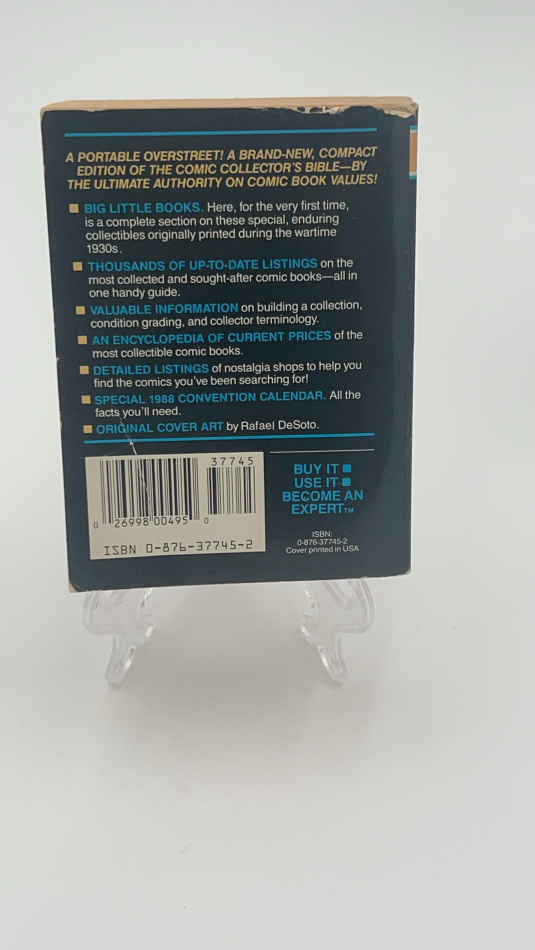 A PORTABLE OVERSTREET! A BRAND-NEW, COMPACT
EDITION OF THE COMIC COLLECTOR'S BIBLE—BY
THE ULTIMATE AUTHORITY ON COMIC BOOK VALUES!
BIG LITTLE BOOKS. Here, for the very first time,
is a complete section on these special, enduring
collectibles originally printed during the wartime
1930s.
THOUSANDS OF UP-TO-DATE LISTINGS on the
most collected and sought-after comic books—all in
one handy guide.
VALUABLE INFORMATION on building a collection,
condition grading, and collector terminology.
AN ENCYCLOPEDIA OF CURRENT PRICES of the
most collectible comic books.
DETAILED LISTINGS of nostalgia shops to help you
find the comics you've been searching for!
SPECIAL 1988 CONVENTION CALENDAR. All the
facts you'll need.
ORIGINAL COVER ART by Rafael DeSoto.
37745
0 26998 00495 0
ISBN 0-876-37745-2
BUY IT
USE IT
BECOME AN
EXPERT™
ISBN:
0-876-37745-2
Cover printed in USA